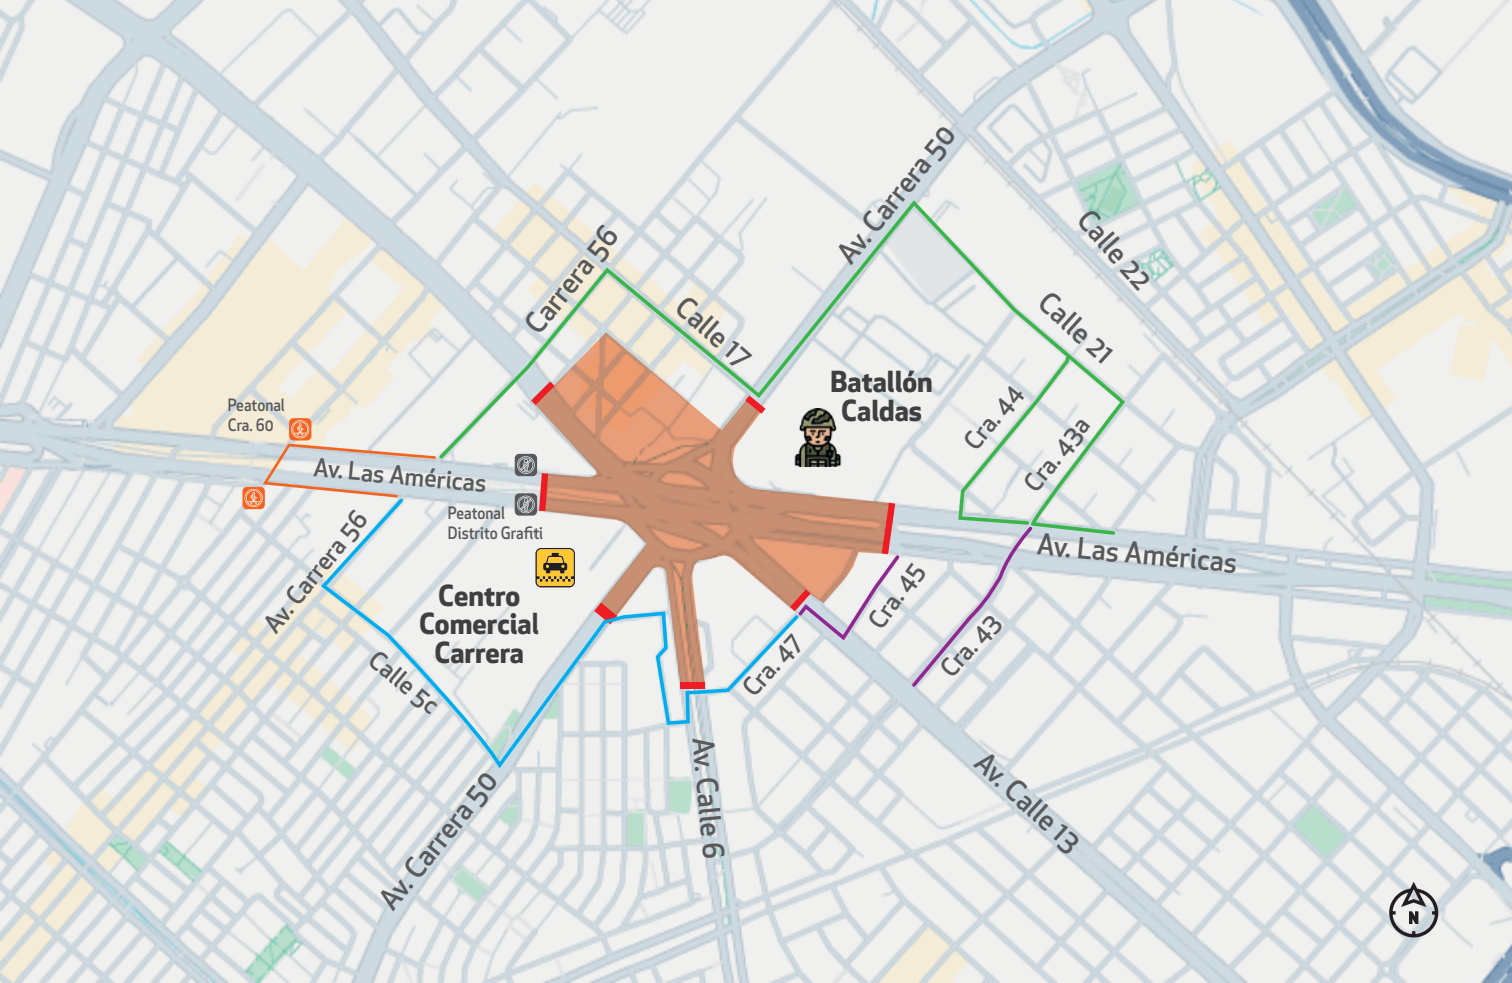 Av. Carrera 50
Calle 22
Carrera 56
Calle 17
Calle 21
Batallón
Caldas
Cra. 44
Cra. 43a
Peatonal
Cra. 60
Av. Las Américas
Peatonal
Distrito Grafiti
Av. Las Américas
Av. Carrera 56
Centro
Comercial
Carrera
Cra. 45
Cra. 43
Cra. 47
Calle 5c
Av. Calle 6
Av. Calle 13
Av. Carrera 50
N